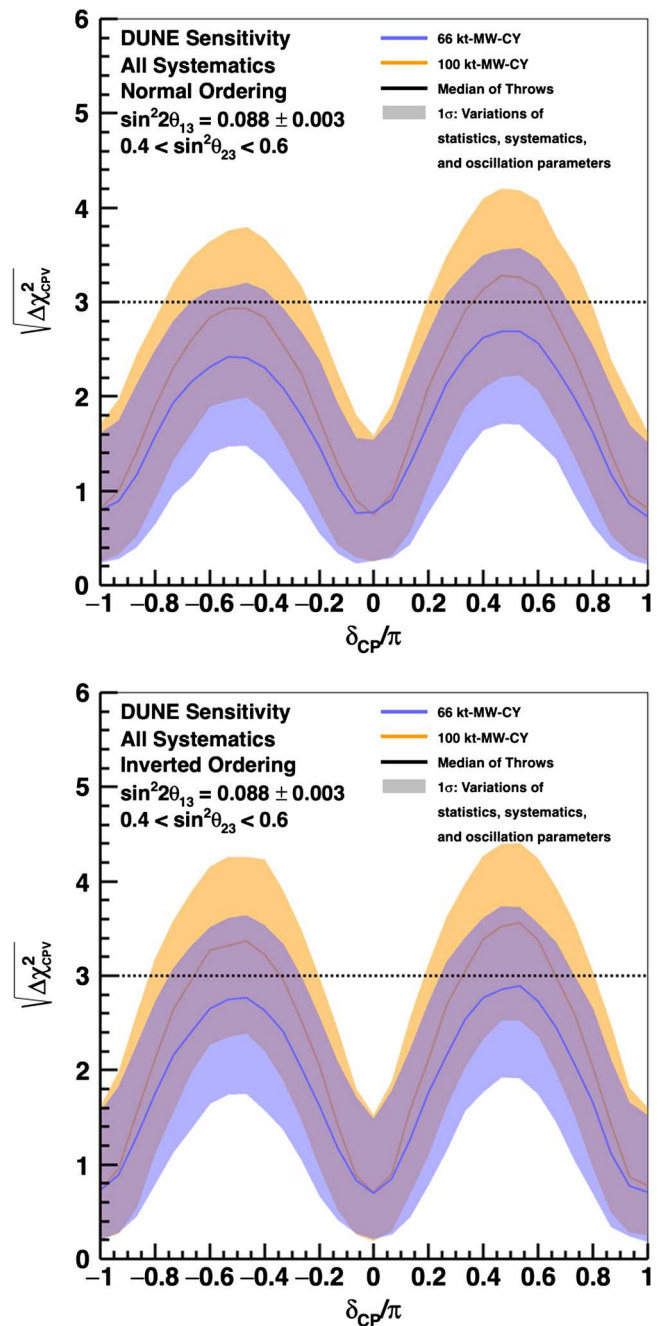 DUNE Sensitivity
All Systematics
Normal Ordering
sin²2θ₁₃ = 0.088 ± 0.003
0.4 < sin²θ₂₃ < 0.6
66 kt-MW-CY
100 kt-MW-CY
Median of Throws
1σ: Variations of
statistics, systematics,
and oscillation parameters
6
5
4
3
2
1
0
√Δχ²CPV
−1 −0.8 −0.6 −0.4 −0.2 0 0.2 0.4 0.6 0.8 1
δCP/π
DUNE Sensitivity
All Systematics
Inverted Ordering
sin²2θ₁₃ = 0.088 ± 0.003
0.4 < sin²θ₂₃ < 0.6
66 kt-MW-CY
100 kt-MW-CY
Median of Throws
1σ: Variations of
statistics, systematics,
and oscillation parameters
6
5
4
3
2
1
0
√Δχ²CPV
−1 −0.8 −0.6 −0.4 −0.2 0 0.2 0.4 0.6 0.8 1
δCP/π